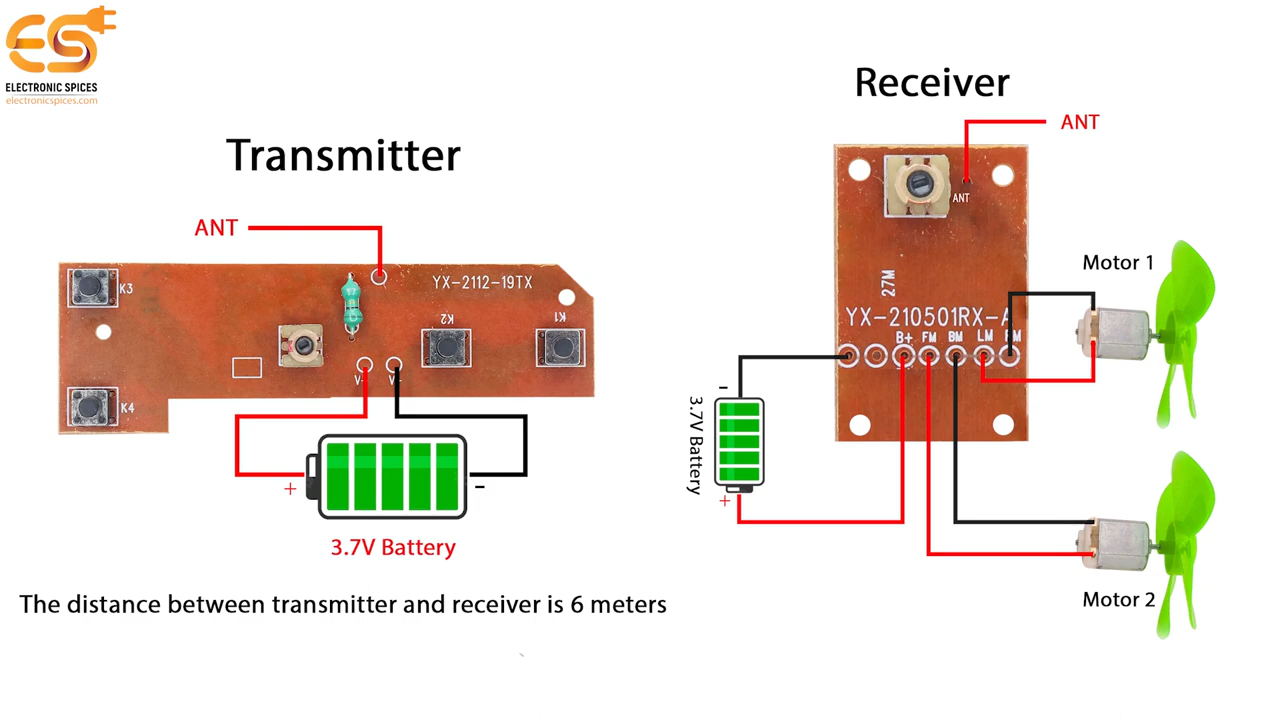 ES
ELECTRONIC SPICES
electronicspices.com
Transmitter
ANT
K3
YX-2112-19TX
K2
K1
K4
+
-
3.7V Battery
The distance between transmitter and receiver is 6 meters
Receiver
ANT
ANT
27M
YX-210501RX-A
B+ FM BM LM
-
3.7V Battery
+
Motor 1
Motor 2